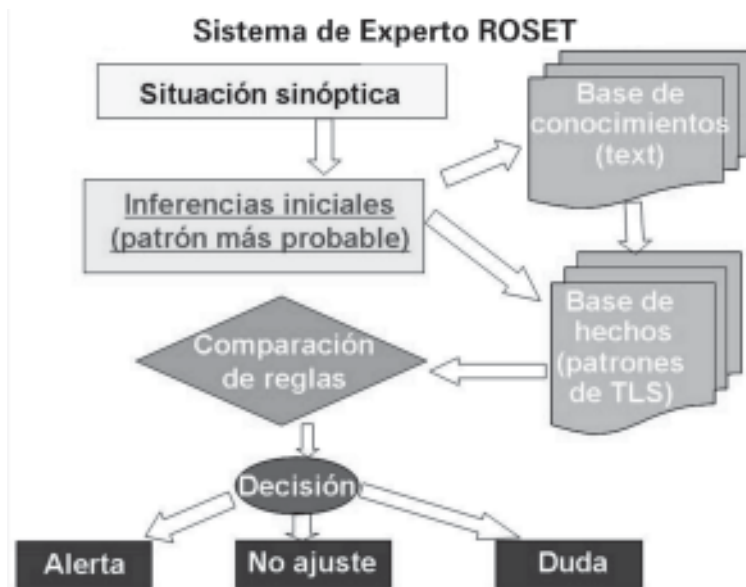 Sistema de Experto ROSET
Situación sinóptica
Base de
conocimientos
(text)
Inferencias iniciales
(patrón más probable)
Base de
hechos
(patrones
de TLS)
Comparación
de reglas
Decisión
Alerta
No ajuste
Duda